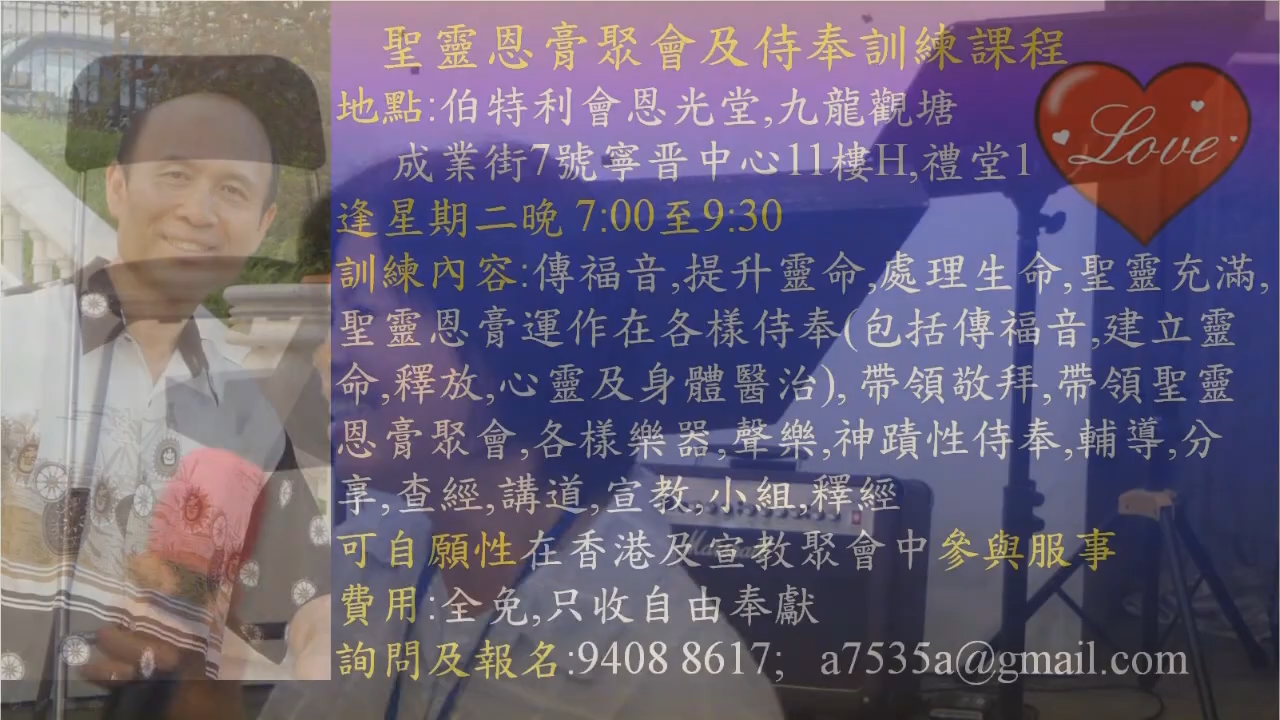 聖靈恩膏聚會及侍奉訓練課程
地點:伯特利會恩光堂,九龍觀塘
成業街7號寧晋中心11樓H,禮堂1
Love
逢星期二晚 7:00至9:30
訓練內容:傳福音,提升靈命,處理生命,聖靈充滿,
聖靈恩膏運作在各樣侍奉(包括傳福音,建立靈
命,釋放,心靈及身體醫治),帶領敬拜,帶領聖靈
恩膏聚會,各樣樂器,聲樂,神蹟性侍奉,輔導,分
享,查經,講道,宣教,小組,釋經
Marshall
可自願性在香港及宣教聚會中參與服事
費用:全免,只收自由奉獻
詢問及報名:9408 8617; a7535a@gmail.com